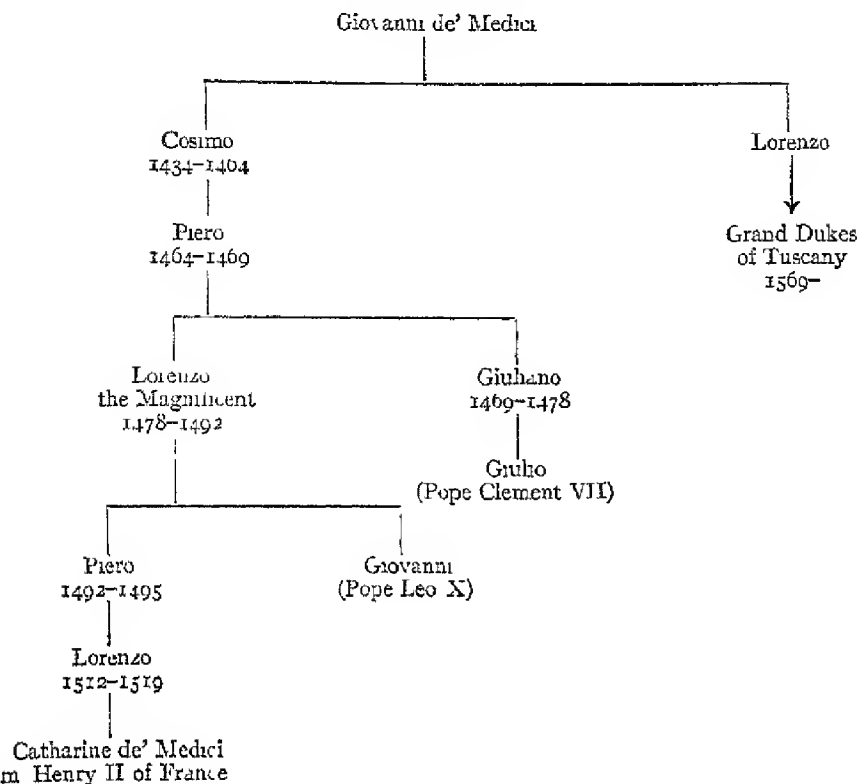 Giovanni de' Medici
Cosimo
1434-1464
Lorenzo
Piero
1464-1469
Grand Dukes
of Tuscany
1569-
Lorenzo
the Magnificent
1478-1492
Giuliano
1469-1478
Giulio
(Pope Clement VII)
Piero
1492-1495
Giovanni
(Pope Leo X)
Lorenzo
1512-1519
Catharine de' Medici
m Henry II of France